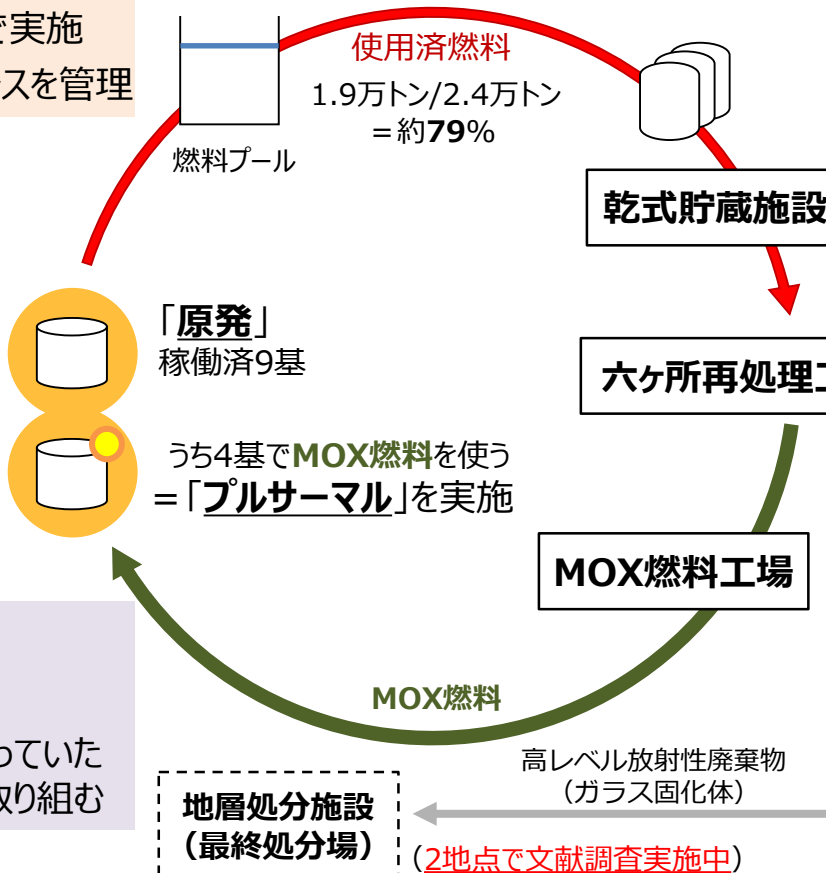 で実施
スを管理
使用済燃料
1.9万トン/2.4万トン
＝約79%
燃料プール
乾式貯蔵施設
「原発」
稼働済9基
六ヶ所再処理
うち4基でMOX燃料を使う
＝「プルサーマル」を実施
MOX燃料工場
MOX燃料
っていた
取り組む
高レベル放射性廃棄物
（ガラス固化体）
地層処分施設
（最終処分場）
（2地点で文献調査実施中）